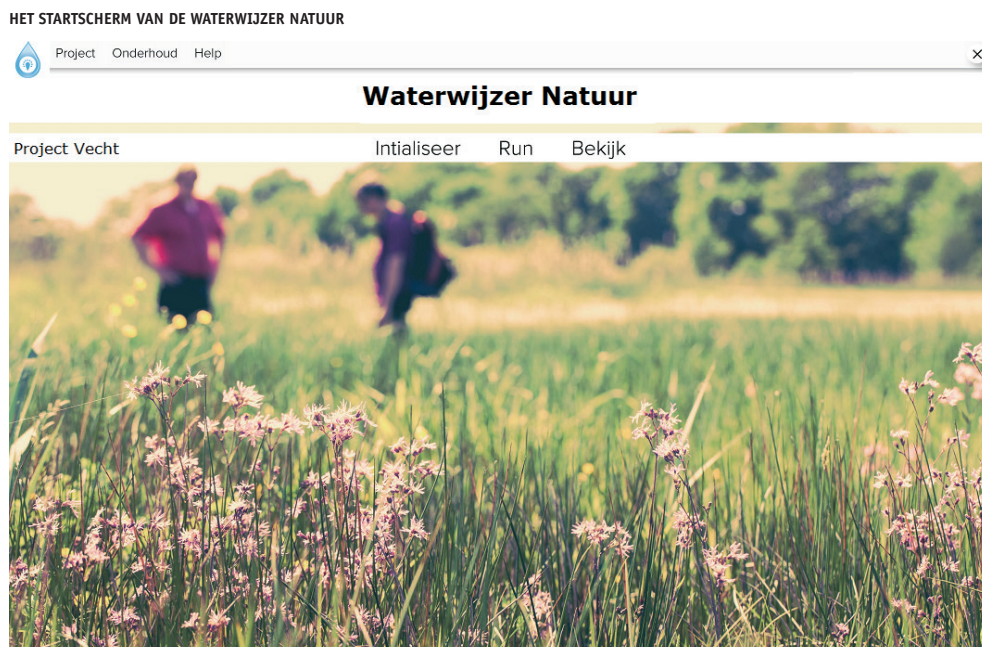 HET STARTSCHERM VAN DE WATERWIJZER NATUUR
Project Onderhoud Help ×
Waterwijzer Natuur
Project Vecht Intialiseer Run Bekijk